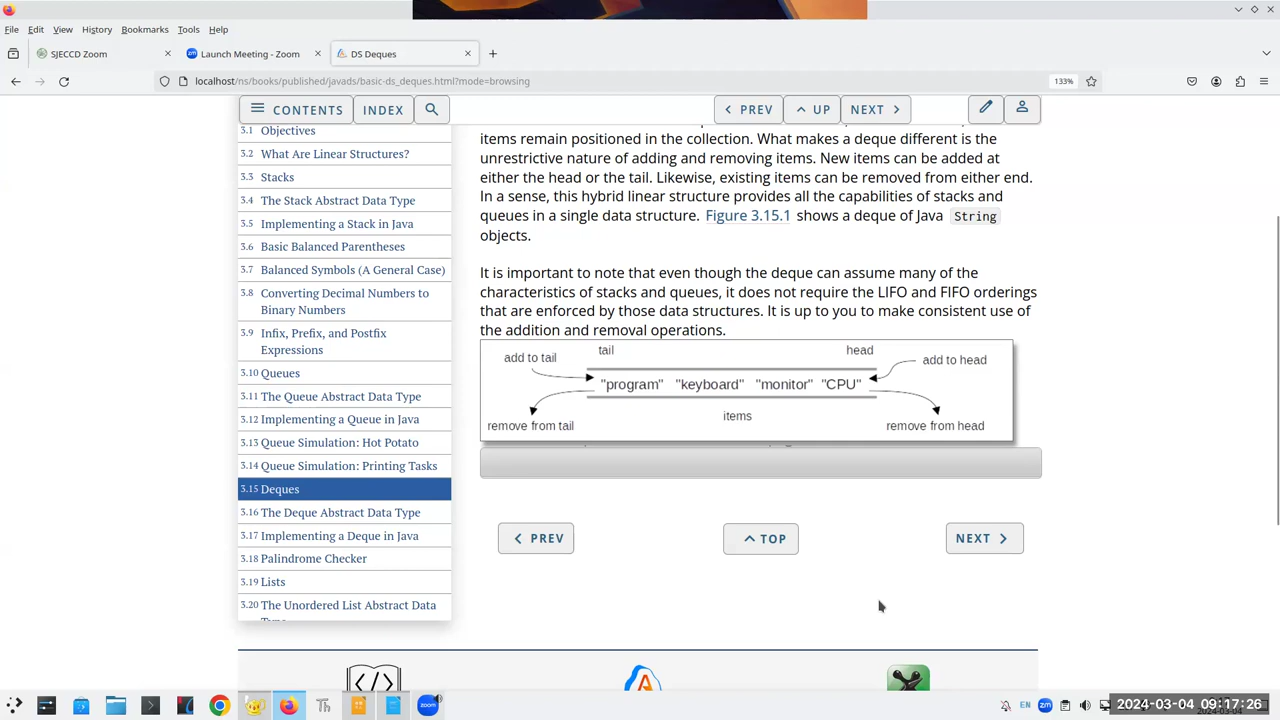 File Edit View History Bookmarks Tools Help
SJECCD Zoom
Launch Meeting - Zoom
DS Deques
localhost/ns/books/published/javads/basic-ds_deques.html?mode=browsing
133%
CONTENTS
INDEX
PREV
UP
NEXT
3.1 Objectives
3.2 What Are Linear Structures?
3.3 Stacks
3.4 The Stack Abstract Data Type
3.5 Implementing a Stack in Java
3.6 Basic Balanced Parentheses
3.7 Balanced Symbols (A General Case)
3.8 Converting Decimal Numbers to
Binary Numbers
3.9 Infix, Prefix, and Postfix
Expressions
3.10 Queues
3.11 The Queue Abstract Data Type
3.12 Implementing a Queue in Java
3.13 Queue Simulation: Hot Potato
3.14 Queue Simulation: Printing Tasks
3.15 Deques
3.16 The Deque Abstract Data Type
3.17 Implementing a Deque in Java
3.18 Palindrome Checker
3.19 Lists
3.20 The Unordered List Abstract Data
items remain positioned in the collection. What makes a deque different is the
unrestrictive nature of adding and removing items. New items can be added at
either the head or the tail. Likewise, existing items can be removed from either end.
In a sense, this hybrid linear structure provides all the capabilities of stacks and
queues in a single data structure. Figure 3.15.1 shows a deque of Java String
objects.
It is important to note that even though the deque can assume many of the
characteristics of stacks and queues, it does not require the LIFO and FIFO orderings
that are enforced by those data structures. It is up to you to make consistent use of
the addition and removal operations.
tail head
add to tail add to head
"program" "keyboard" "monitor" "CPU"
items
remove from tail remove from head
PREV
TOP
NEXT
Th
zoom
EN
zm
2024-03-04 09:17:26